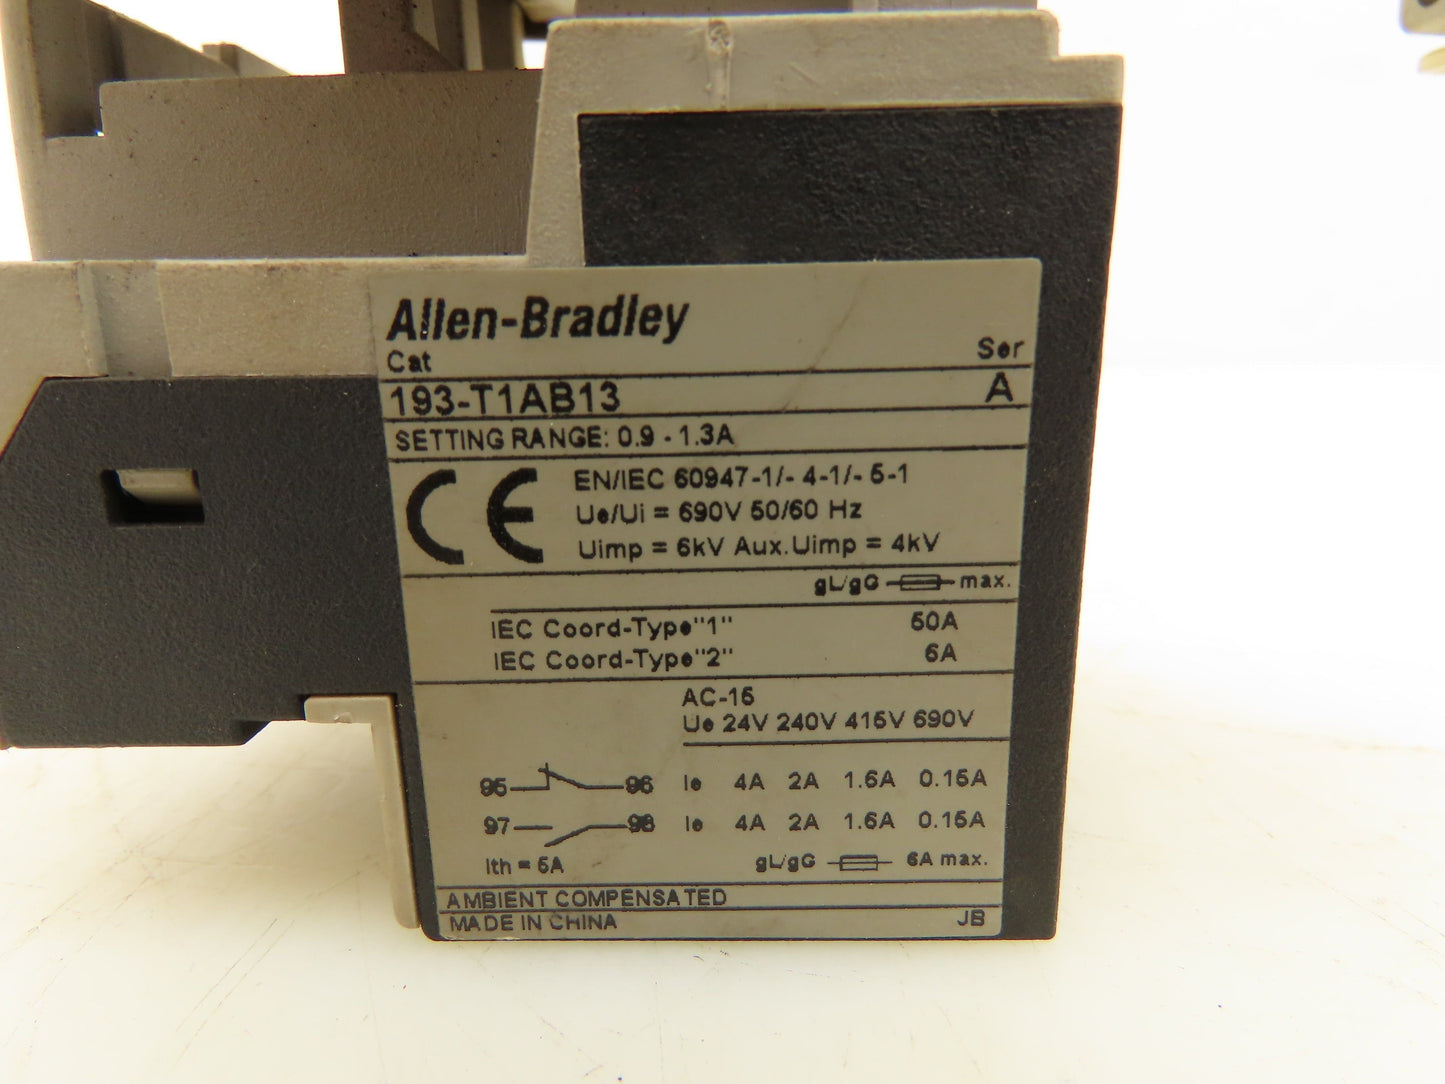 Allen-Bradley
Cat Ser
193-T1AB13 A
SETTING RANGE: 0.9 - 1.3A
CE EN/IEC 60947-1/- 4-1/- 5-1
Ue/Ui = 690V 50/60 Hz
Uimp = 6kV Aux. Uimp = 4kV
gL/gG max.
IEC Coord-Type"1" 50A
IEC Coord-Type"2" 6A
AC-15
Ue 24V 240V 415V 690V
95 96 Ie 4A 2A 1.6A 0.15A
97 98 Ie 4A 2A 1.6A 0.15A
Ith = 5A gL/gG 6A max.
AMBIENT COMPENSATED
MADE IN CHINA JB